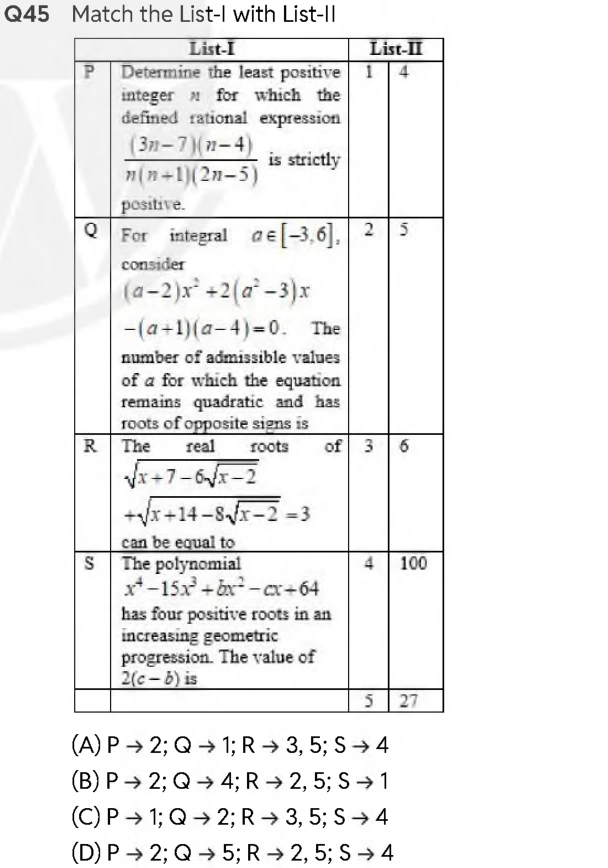 Q45 Match the List-I with List-II
List-I List-II
P Determine the least positive 1 4
integer n for which the
defined rational expression
(3n-7)(n-4)
n(n+1)(2n-5)
is strictly
positive.
Q For integral a∈[-3,6], 2 5
consider
(a-2)x² +2(a² -3)x
-(a+1)(a-4)=0. The
number of admissible values
of a for which the equation
remains quadratic and has
roots of opposite signs is
R The real roots of 3 6
√x+7-6√x-2
+√x+14-8√x-2 =3
can be equal to
S The polynomial 4 100
x⁴ -15x³ +bx² -cx+64
has four positive roots in an
increasing geometric
progression. The value of
2(c-b) is
5 27
(A) P → 2; Q → 1; R → 3, 5; S → 4
(B) P → 2; Q → 4; R → 2, 5; S → 1
(C) P → 1; Q → 2; R → 3, 5; S → 4
(D) P → 2; Q → 5; R → 2, 5; S → 4